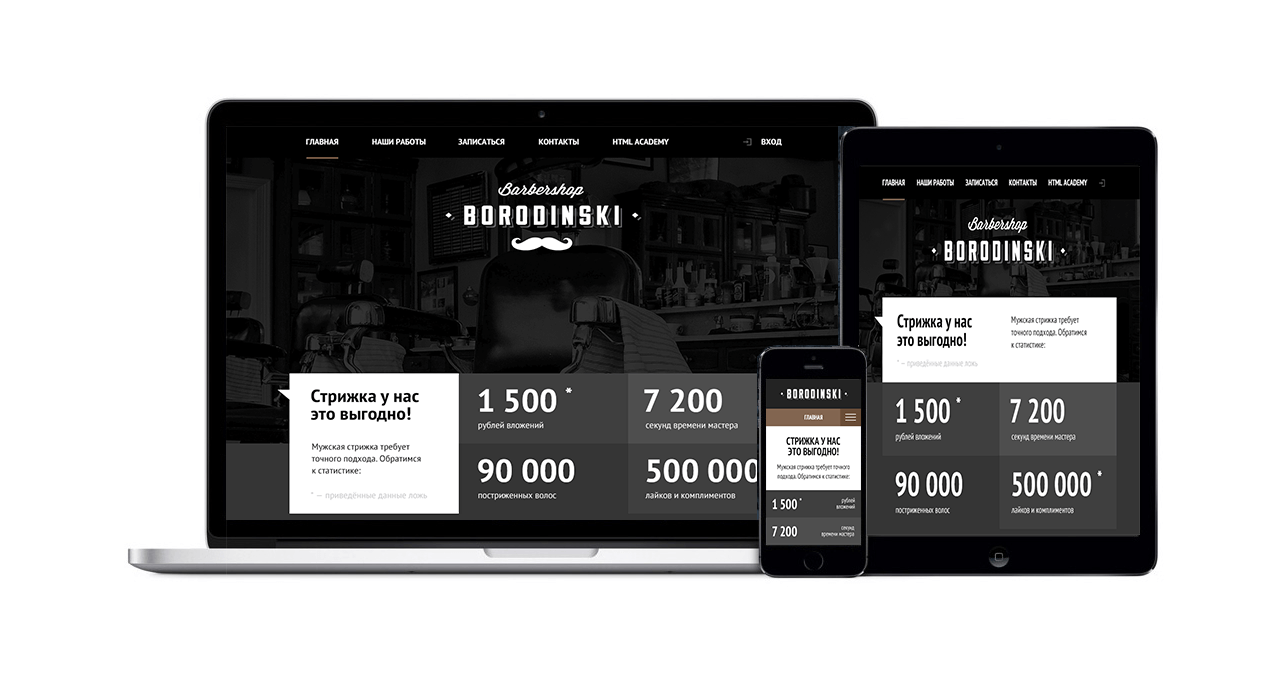 ГЛАВНАЯ НАШИ РАБОТЫ ЗАПИСАТЬСЯ КОНТАКТЫ HTML ACADEMY ВХОД
Barbershop
BORODINSKI
Стрижка у нас
это выгодно!
Мужская стрижка требует
точного подхода. Обратимся
к статистике:
* — приведённые данные ложь
1 500 *
рублей вложений
7 200
секунд времени мастера
90 000
постриженных волос
500 000
лайков и комплиментов
BORODINSKI
ГЛАВНАЯ
СТРИЖКА У НАС
ЭТО ВЫГОДНО!
Мужская стрижка требует точного
подхода. Обратимся к статистике:
1 500 *
рублей
вложений
7 200
секунд
времени мастера
ГЛАВНАЯ НАШИ РАБОТЫ ЗАПИСАТЬСЯ КОНТАКТЫ HTML ACADEMY
Barbershop
BORODINSKI
Стрижка у нас
это выгодно!
* — приведённые данные ложь
Мужская стрижка требует
точного подхода. Обратимся
к статистике:
1 500 *
рублей вложений
7 200
секунд времени мастера
90 000
постриженных волос
500 000 *
лайков и комплиментов